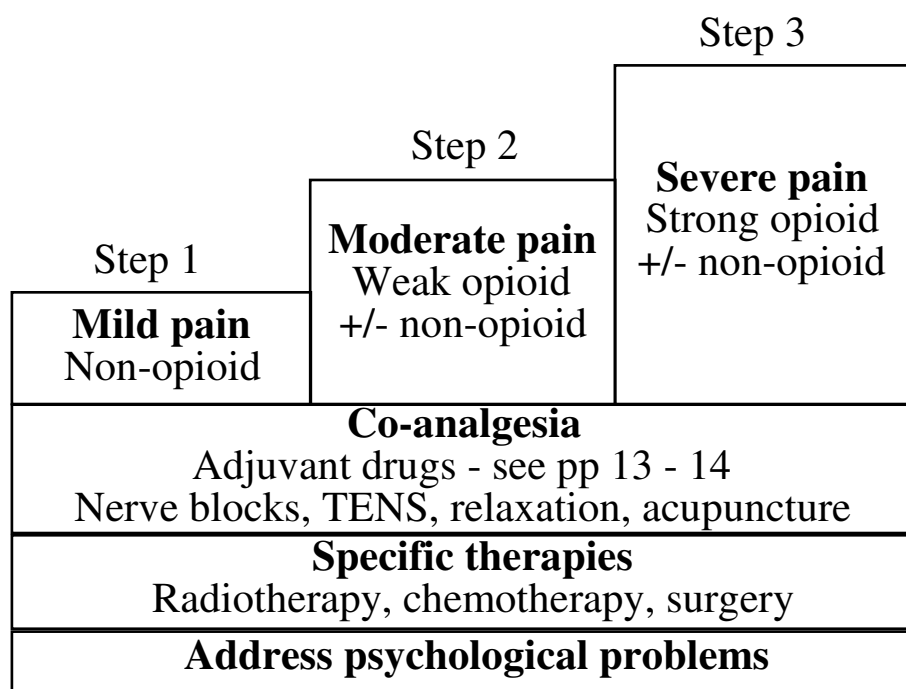 Step 1
Mild pain
Non-opioid
Step 2
Moderate pain
Weak opioid
+/- non-opioid
Step 3
Severe pain
Strong opioid
+/- non-opioid
Co-analgesia
Adjuvant drugs - see pp 13 - 14
Nerve blocks, TENS, relaxation, acupuncture
Specific therapies
Radiotherapy, chemotherapy, surgery
Address psychological problems